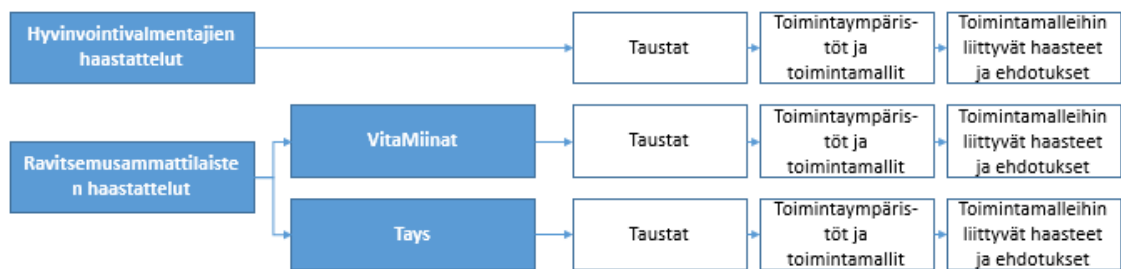 Hyvinvointivalmentajien
haastattelut
Taustat
Toimintaympäris-
töt ja
toimintamallit
Toimintamalleihin
liittyvät haasteet
ja ehdotukset
Ravitsemusammattilaiste
n haastattelut
VitaMiinat
Taustat
Toimintaympäris-
töt ja
toimintamallit
Toimintamalleihin
liittyvät haasteet
ja ehdotukset
Tays
Taustat
Toimintaympäris-
töt ja
toimintamallit
Toimintamalleihin
liittyvät haasteet
ja ehdotukset